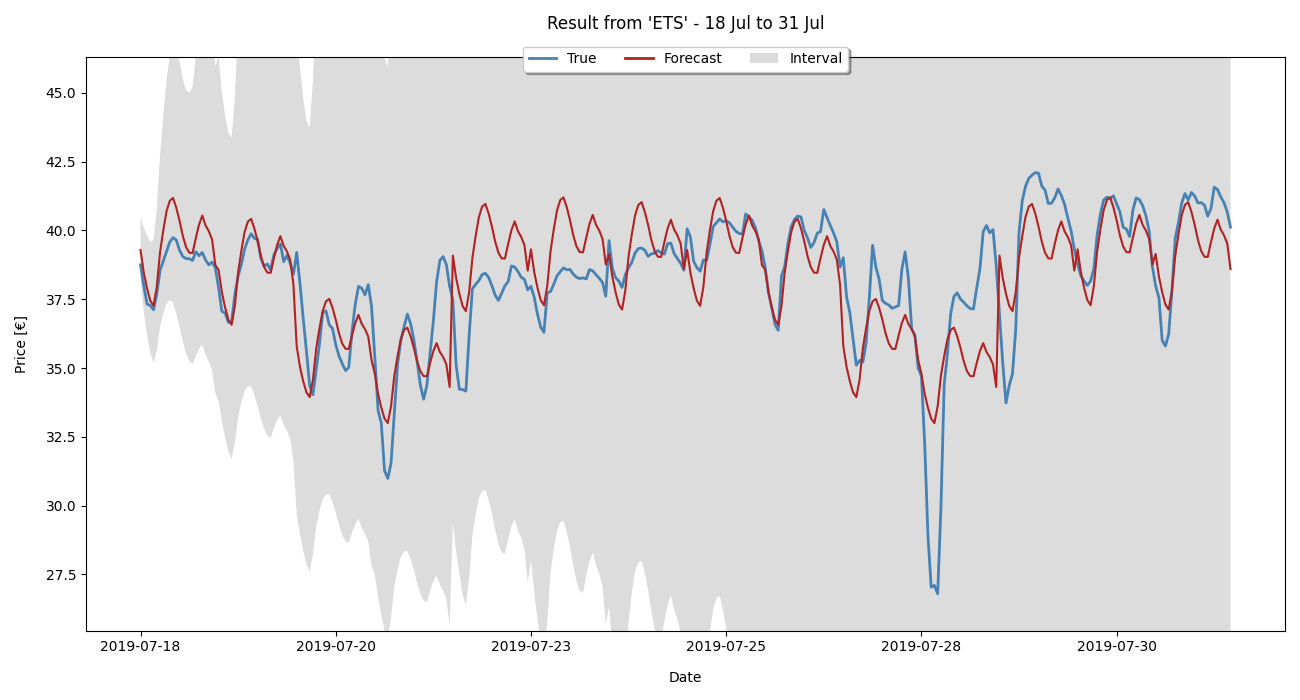 Result from 'ETS' - 18 Jul to 31 Jul
True
Forecast
Interval
45.0
42.5
40.0
37.5
35.0
32.5
30.0
27.5
Price [€]
2019-07-18
2019-07-20
2019-07-23
2019-07-25
2019-07-28
2019-07-30
Date